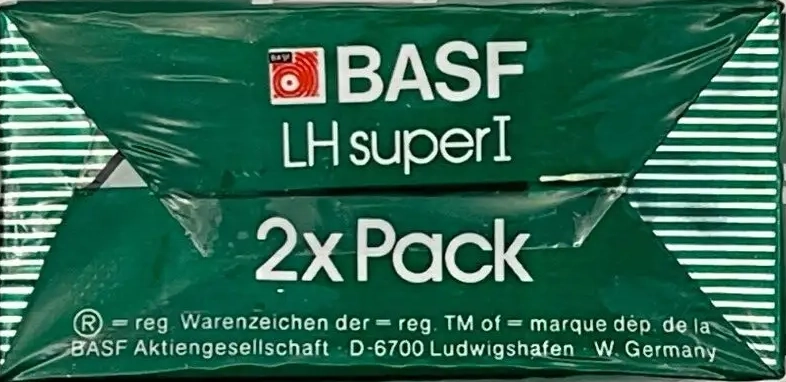 BASF
BASF
LH super I
2x Pack
® = reg. Warenzeichen der = reg. TM of = marque dép. de la
BASF Aktiengesellschaft · D-6700 Ludwigshafen · W. Germany